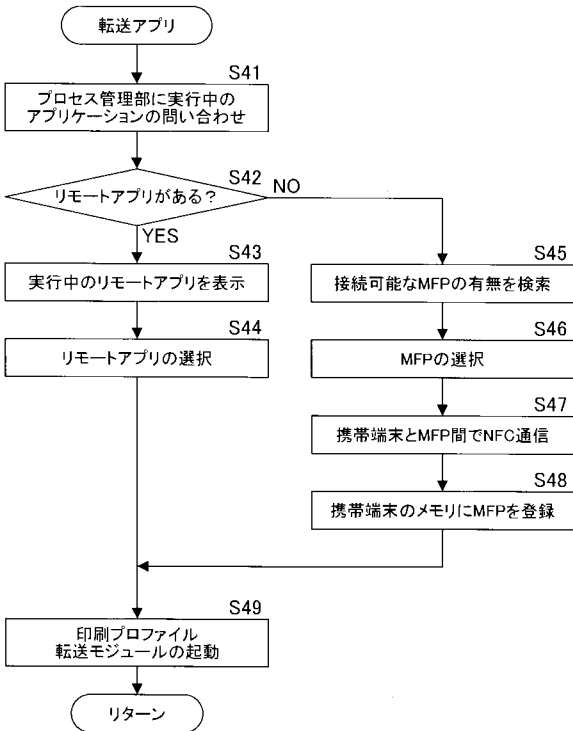 転送アプリ
S41
プロセス管理部に実行中の
アプリケーションの問い合わせ
S42
リモートアプリがある?
NO
YES
S43
実行中のリモートアプリを表示
S44
リモートアプリの選択
S45
接続可能なMFPの有無を検索
S46
MFPの選択
S47
携帯端末とMFP間でNFC通信
S48
携帯端末のメモリにMFPを登録
S49
印刷プロファイル
転送モジュールの起動
リターン